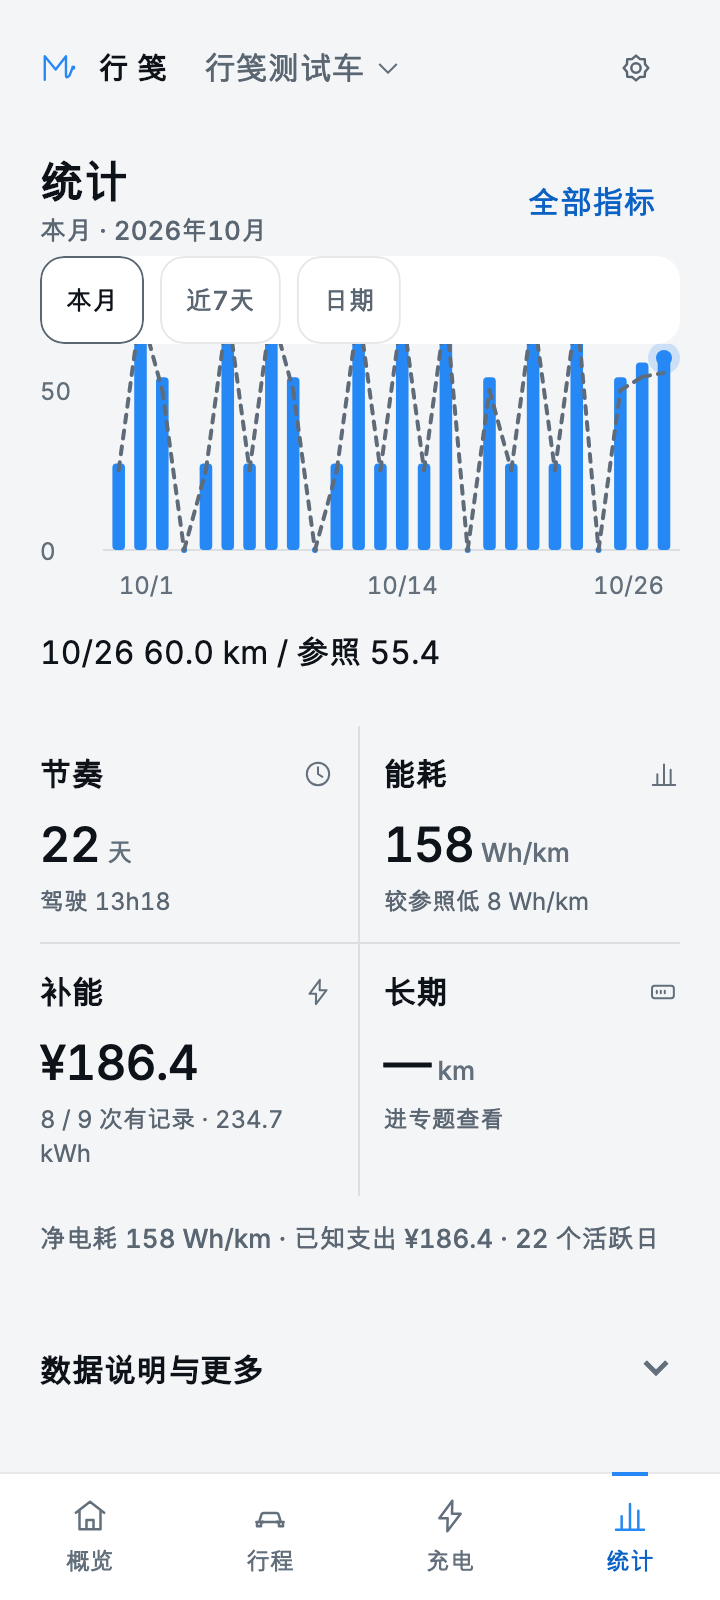 行笺 行笺测试车
统计
全部指标
本月 · 2026年10月
本月 近7天 日期
50
0
10/1 10/14 10/26
10/26 60.0 km / 参照 55.4
节奏 能耗
22 天 158 Wh/km
驾驶 13h18 较参照低 8 Wh/km
补能 长期
¥186.4 — km
8 / 9 次有记录 · 234.7 进专题查看
kWh
净电耗 158 Wh/km · 已知支出 ¥186.4 · 22 个活跃日
数据说明与更多
概览 行程 充电 统计